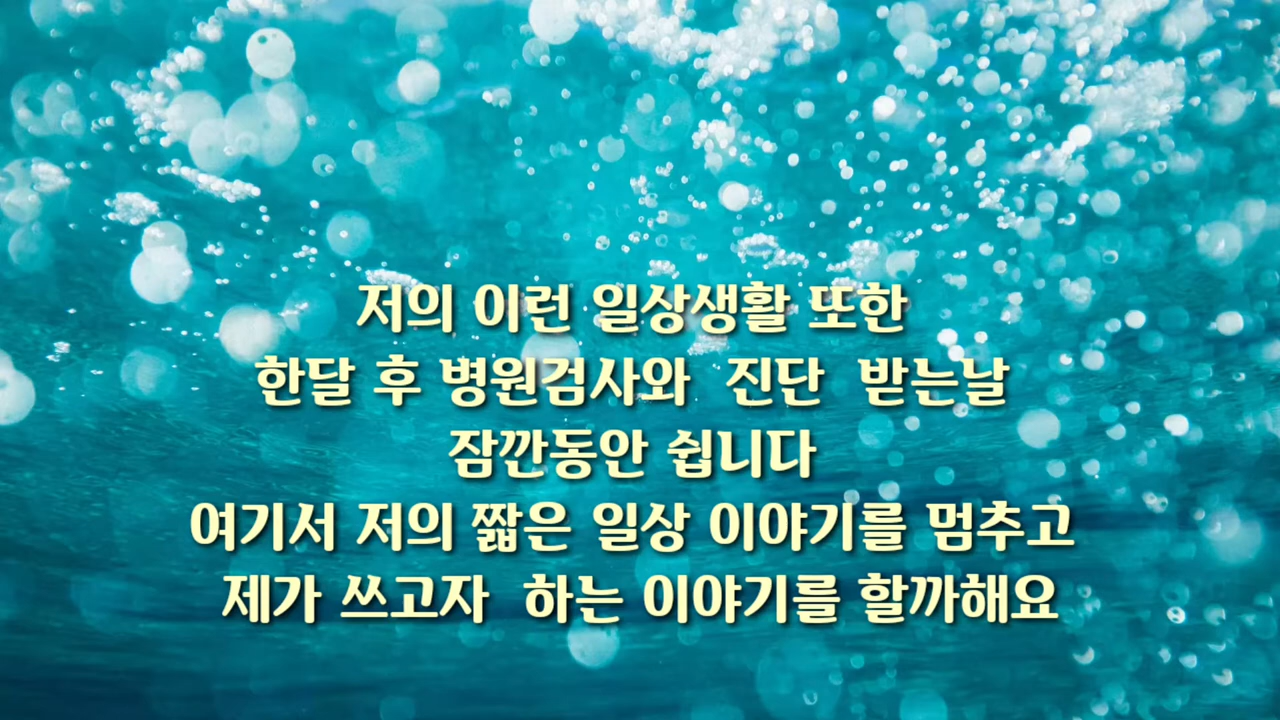 저의 이런 일상생활 또한
한달 후 병원검사와 진단 받는날
잠깐동안 쉽니다
여기서 저의 짧은 일상 이야기를 멈추고
제가 쓰고자 하는 이야기를 할까해요